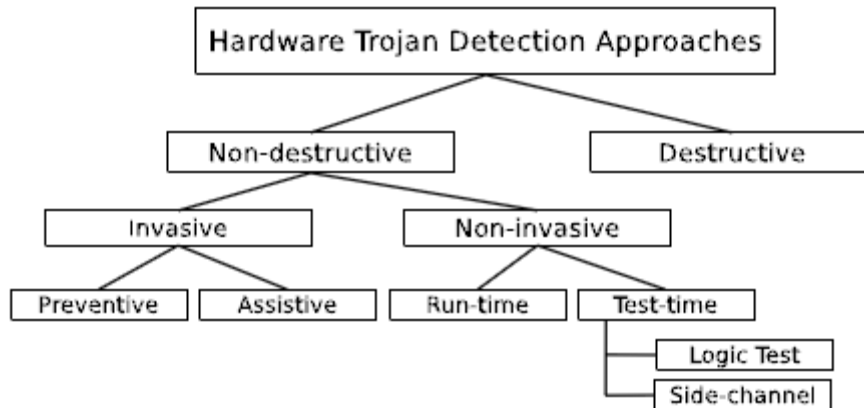 Hardware Trojan Detection Approaches
Non-destructive
Destructive
Invasive
Non-invasive
Preventive
Assistive
Run-time
Test-time
Logic Test
Side-channel